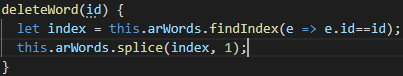 deleteWord(id) {
let index = this.arWords.findIndex(e => e.id==id);
this.arWords.splice(index, 1);
}